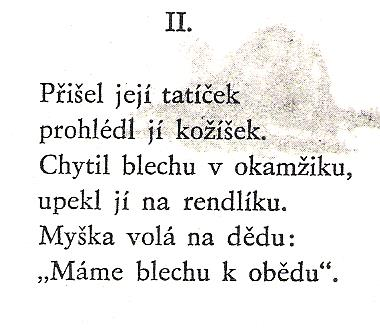 II.
Přišel její tatíček
prohlédl jí kožíšek.
Chytil blechu v okamžiku,
upekl jí na rendlíku.
Myška volá na dědu:
„Máme blechu k obědu“.